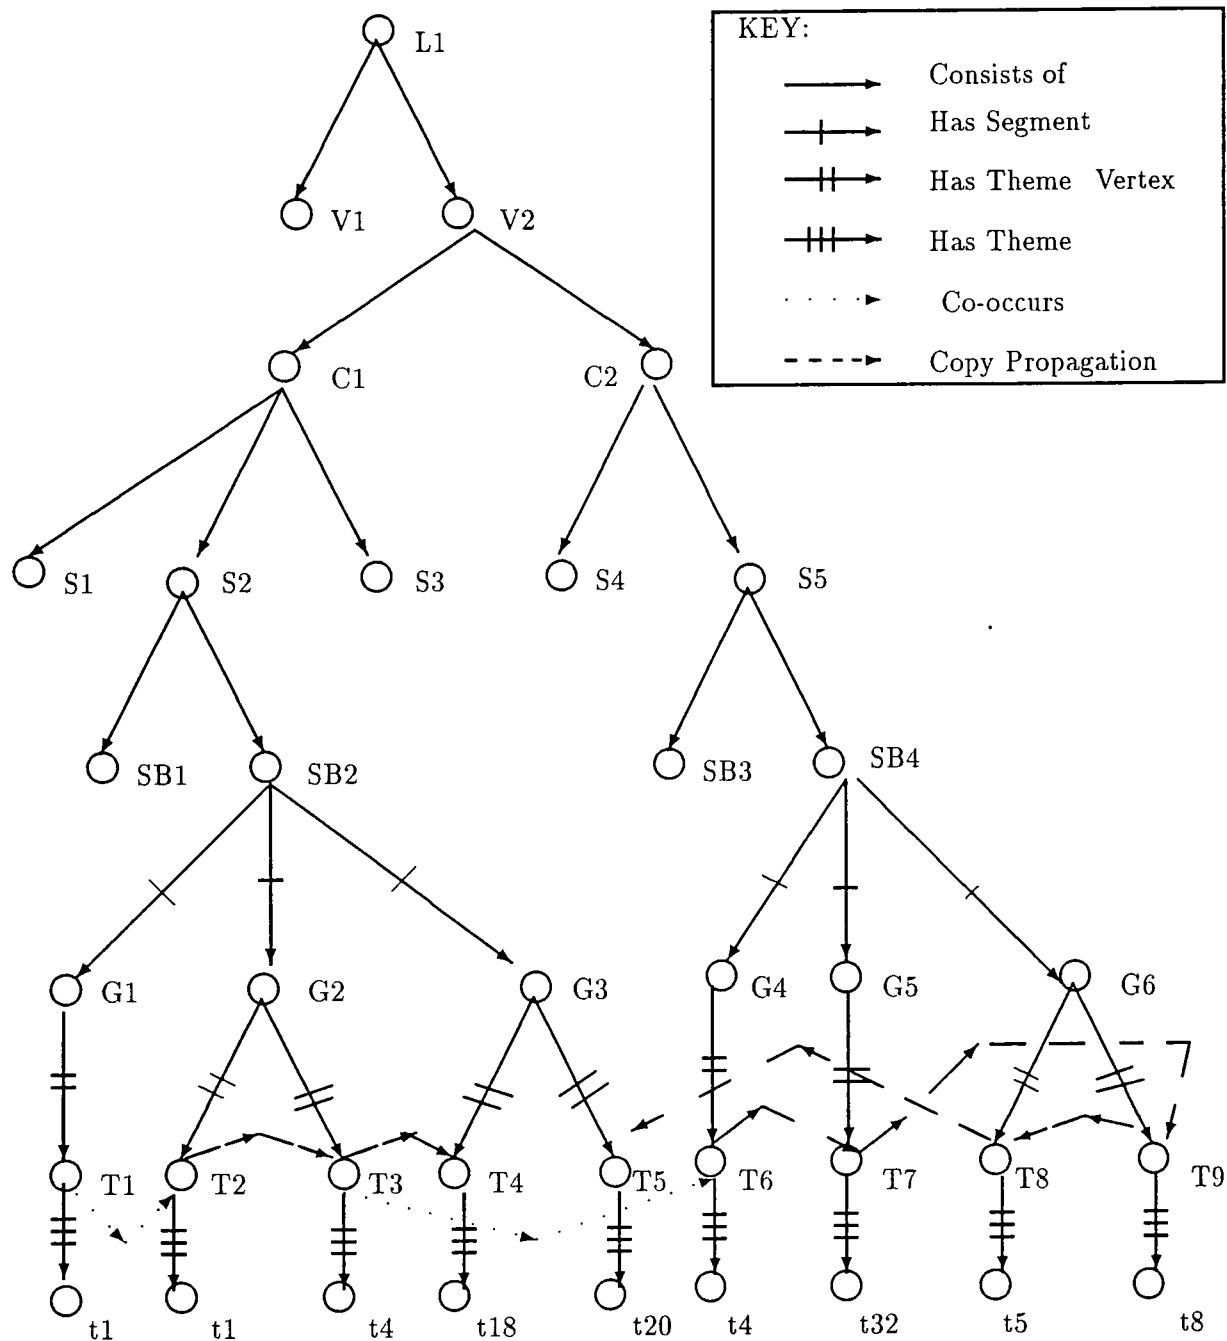 L1
KEY:
Consists of
Has Segment
Has Theme Vertex
Has Theme
Co-occurs
Copy Propagation
V1
V2
C1
C2
S1
S2
S3
S4
S5
SB1
SB2
SB3
SB4
G1
G2
G3
G4
G5
G6
T1
T2
T3
T4
T5
T6
T7
T8
T9
t1
t1
t4
t18
t20
t4
t32
t5
t8